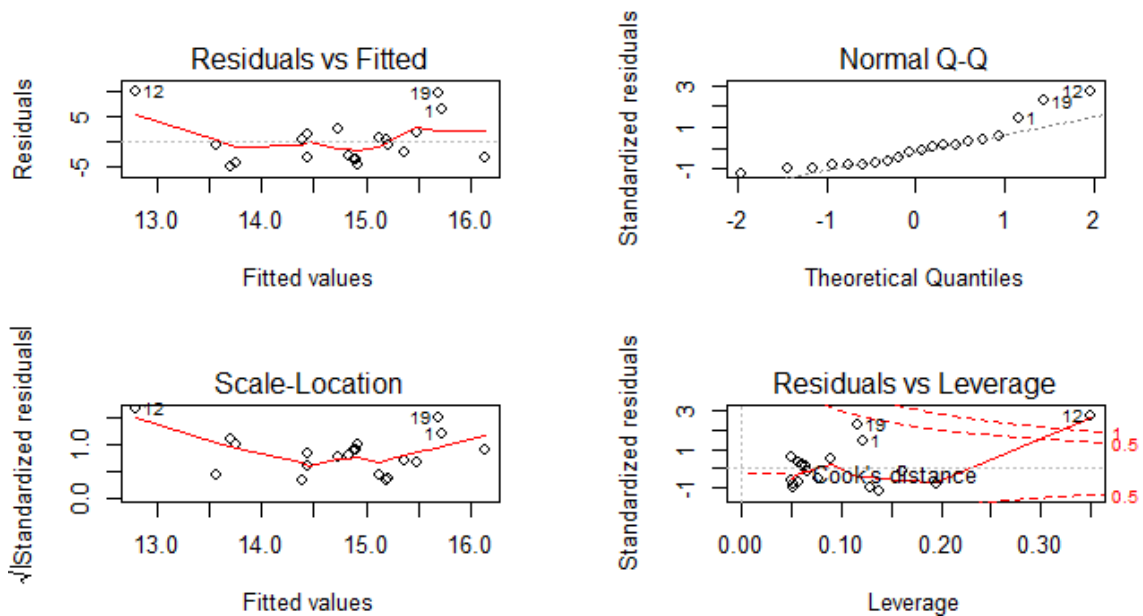 Residuals vs Fitted
Residuals
5
-5
12
19
1
13.0 14.0 15.0 16.0
Fitted values
Normal Q-Q
Standardized residuals
3
1
-1
12
19
1
-2 -1 0 1 2
Theoretical Quantiles
Scale-Location
√|Standardized residuals|
1.0
0.0
12
19
1
13.0 14.0 15.0 16.0
Fitted values
Residuals vs Leverage
Standardized residuals
3
1
-1
12
19
1
1
0.5
0.5
Cook's distance
0.00 0.10 0.20 0.30
Leverage